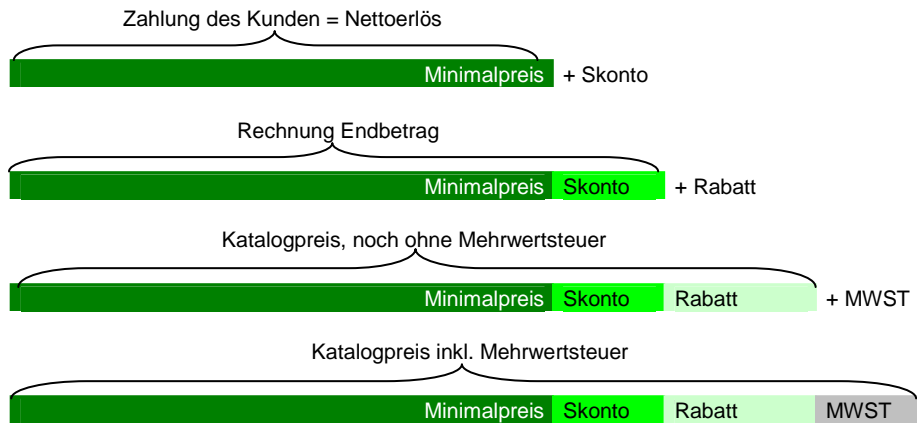 Zahlung des Kunden = Nettoerlös
Minimalpreis + Skonto
Rechnung Endbetrag
Minimalpreis Skonto + Rabatt
Katalogpreis, noch ohne Mehrwertsteuer
Minimalpreis Skonto Rabatt + MWST
Katalogpreis inkl. Mehrwertsteuer
Minimalpreis Skonto Rabatt MWST